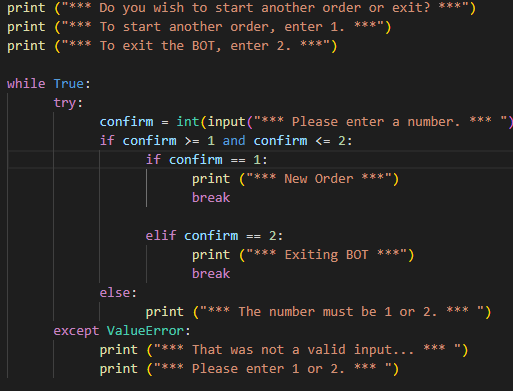 print ("*** Do you wish to start another order or exit? ***")
print ("*** To start another order, enter 1. ***")
print ("*** To exit the BOT, enter 2. ***")
while True:
try:
confirm = int(input("*** Please enter a number. *** ")
if confirm >= 1 and confirm <= 2:
if confirm == 1:
print ("*** New Order ***")
break
elif confirm == 2:
print ("*** Exiting BOT ***")
break
else:
print ("*** The number must be 1 or 2. *** ")
except ValueError:
print ("*** That was not a valid input... *** ")
print ("*** Please enter 1 or 2. *** ")